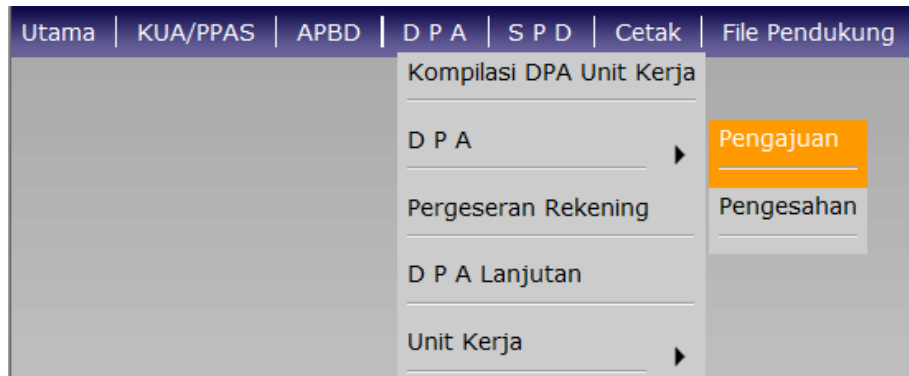 Utama | KUA/PPAS | APBD | D P A | S P D | Cetak | File Pendukung
Kompilasi DPA Unit Kerja
D P A
Pengajuan
Pergeseran Rekening
Pengesahan
D P A Lanjutan
Unit Kerja